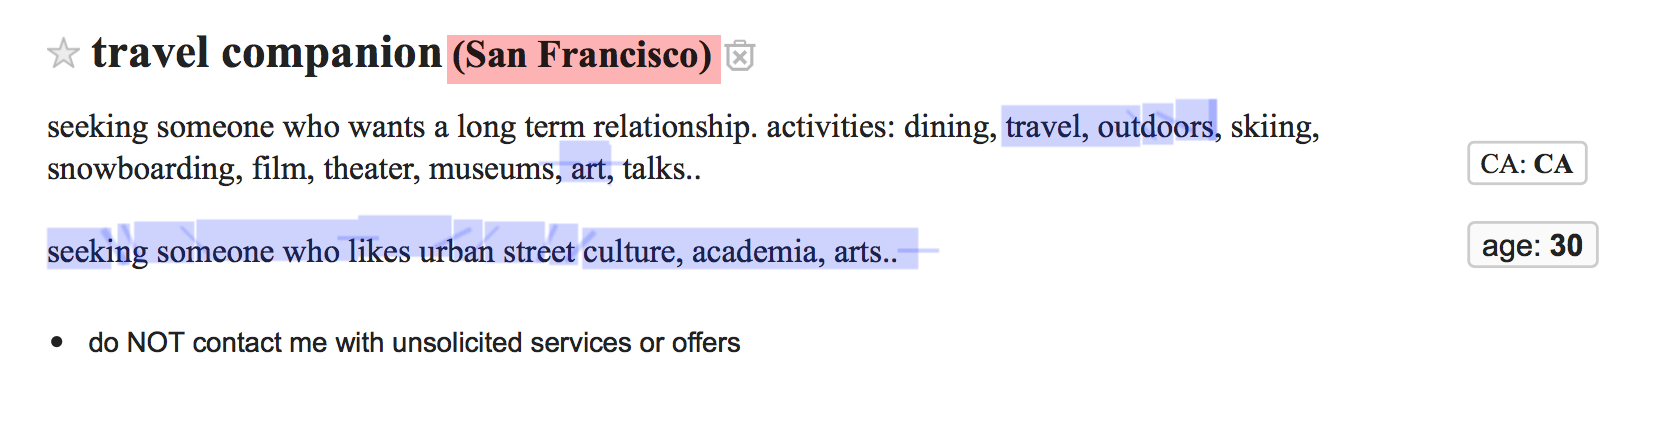 travel companion (San Francisco)
seeking someone who wants a long term relationship. activities: dining, travel, outdoors, skiing,
snowboarding, film, theater, museums, art, talks..
CA: CA
seeking someone who likes urban street culture, academia, arts..
age: 30
• do NOT contact me with unsolicited services or offers